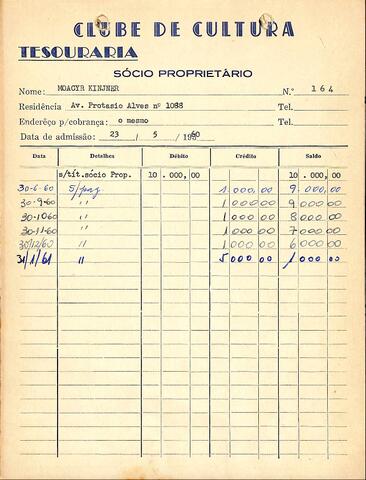 CLUBE DE CULTURA
TESOURARIA
SÓCIO PROPRIETÁRIO
Nome: MOACYR KINJNER N.º 164
Residência Av. Protasio Alves nº 1088 Tel.
Enderêço p/cobrança: o mesmo Tel.
Data de admissão: 23 / 5 / 1960
Data Detalhes Débito Crédito Saldo
s/tít.sócio Prop. 10 .000,00 10 .000,00
30-6-60 S/pag. 1.000,00 9.000,00
30-9-60 " 1 000,00 9 000,00
30-10-60 " 1 000,00 8 000,00
30-11-60 " 1 000,00 7 000,00
30/12/60 " 1 000,00 6 000,00
31/1/61 " 5 000,00 1 000,00